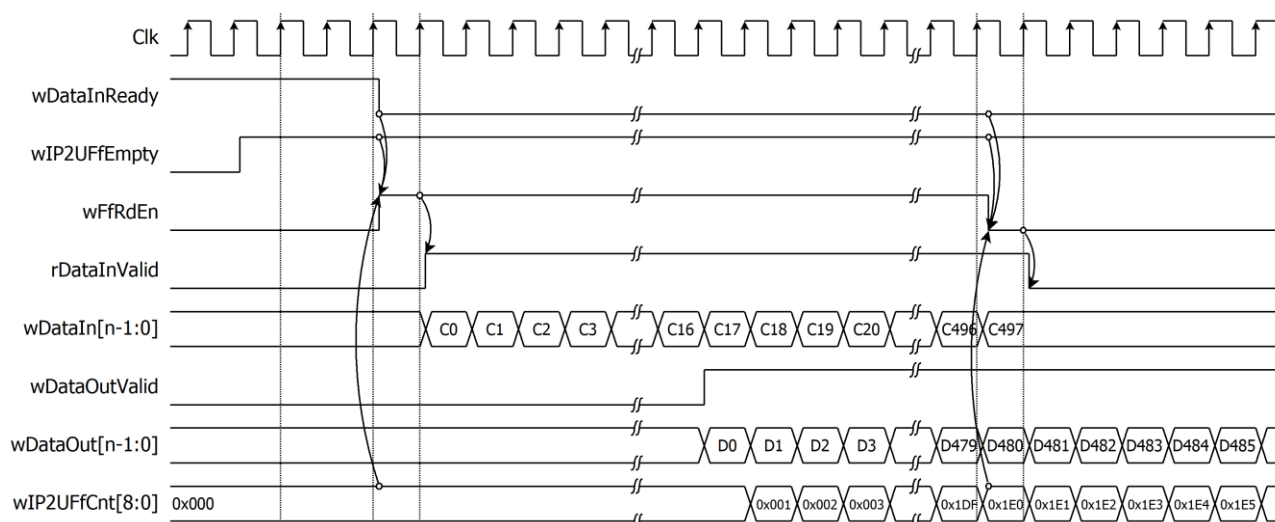 Clk
wDataInReady
wIP2UFfEmpty
wFfRdEn
rDataInValid
wDataIn[n-1:0] C0 C1 C2 C3 C16 C17 C18 C19 C20 C496 C497
wDataOutValid
wDataOut[n-1:0] D0 D1 D2 D3 D479 D480 D481 D482 D483 D484 D485
wIP2UFfCnt[8:0] 0x000 0x001 0x002 0x003 0x1DF 0x1E0 0x1E1 0x1E2 0x1E3 0x1E4 0x1E5